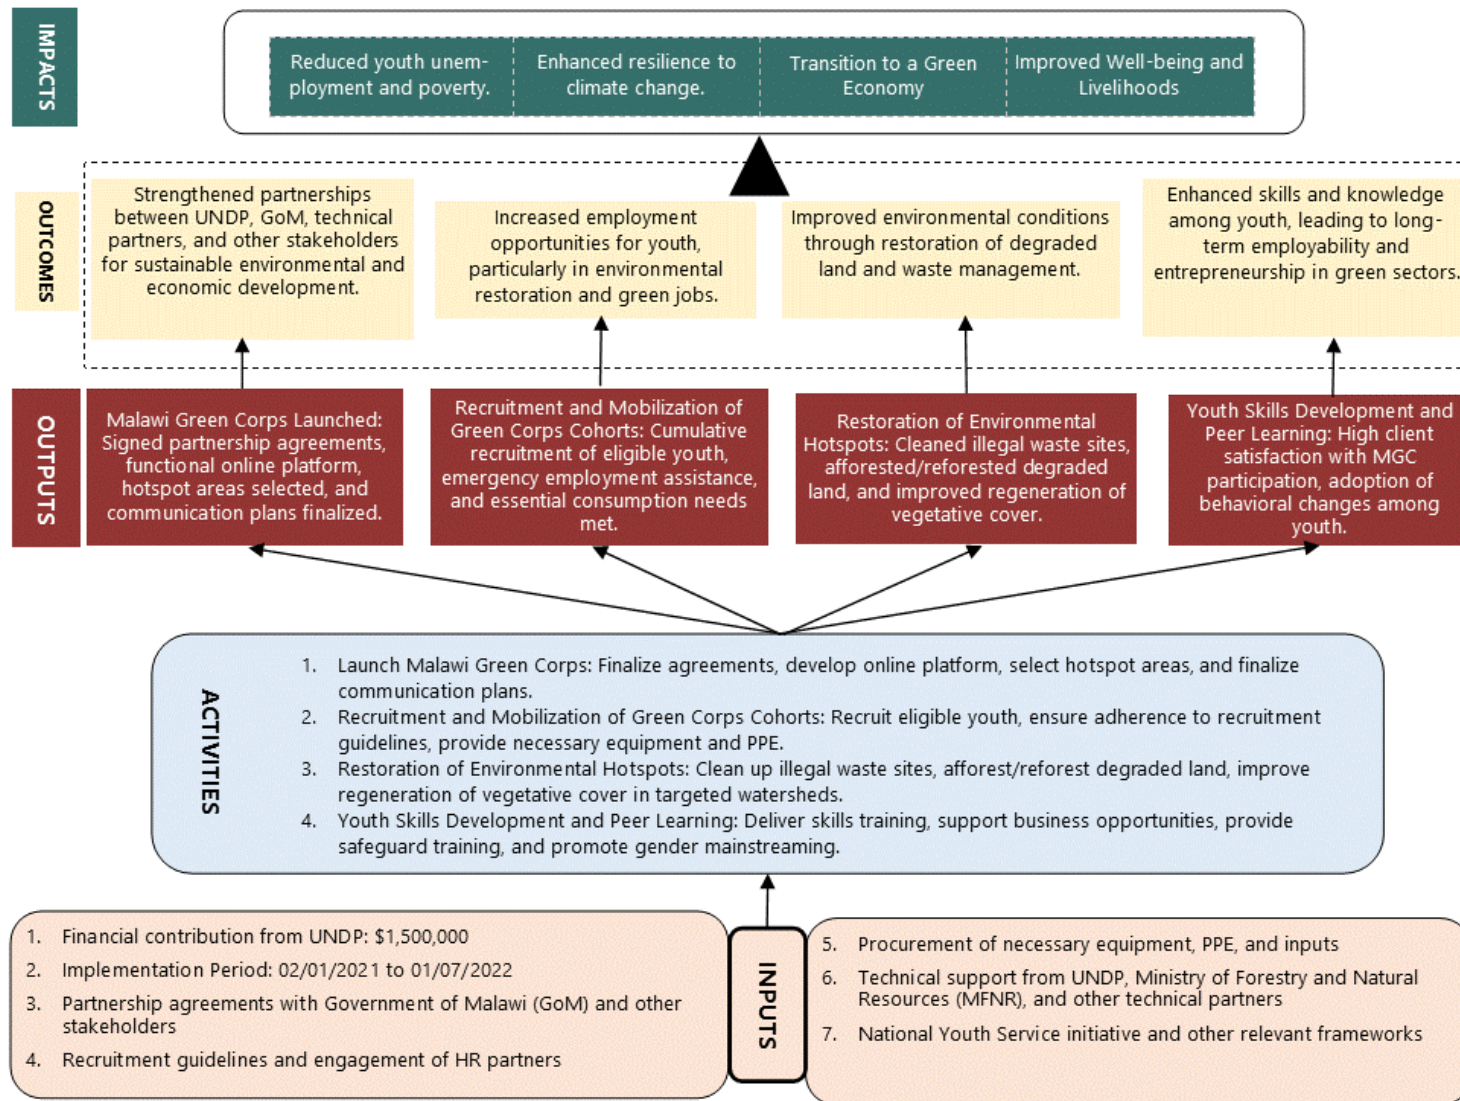 IMPACTS
Reduced youth unem-
ployment and poverty.
Enhanced resilience to
climate change.
Transition to a Green
Economy
Improved Well-being and
Livelihoods
OUTCOMES
Strengthened partnerships
between UNDP, GoM, technical
partners, and other stakeholders
for sustainable environmental and
economic development.
Increased employment
opportunities for youth,
particularly in environmental
restoration and green jobs.
Improved environmental conditions
through restoration of degraded
land and waste management.
Enhanced skills and knowledge
among youth, leading to long-
term employability and
entrepreneurship in green sectors.
OUTPUTS
Malawi Green Corps Launched:
Signed partnership agreements,
functional online platform,
hotspot areas selected, and
communication plans finalized.
Recruitment and Mobilization of
Green Corps Cohorts: Cumulative
recruitment of eligible youth,
emergency employment assistance,
and essential consumption needs
met.
Restoration of Environmental
Hotspots: Cleaned illegal waste sites,
afforested/reforested degraded
land, and improved regeneration of
vegetative cover.
Youth Skills Development and
Peer Learning: High client
satisfaction with MGC
participation, adoption of
behavioral changes among
youth.
ACTIVITIES
1. Launch Malawi Green Corps: Finalize agreements, develop online platform, select hotspot areas, and finalize
communication plans.
2. Recruitment and Mobilization of Green Corps Cohorts: Recruit eligible youth, ensure adherence to recruitment
guidelines, provide necessary equipment and PPE.
3. Restoration of Environmental Hotspots: Clean up illegal waste sites, afforest/reforest degraded land, improve
regeneration of vegetative cover in targeted watersheds.
4. Youth Skills Development and Peer Learning: Deliver skills training, support business opportunities, provide
safeguard training, and promote gender mainstreaming.
1. Financial contribution from UNDP: $1,500,000
2. Implementation Period: 02/01/2021 to 01/07/2022
3. Partnership agreements with Government of Malawi (GoM) and other
stakeholders
4. Recruitment guidelines and engagement of HR partners
INPUTS
5. Procurement of necessary equipment, PPE, and inputs
6. Technical support from UNDP, Ministry of Forestry and Natural
Resources (MFNR), and other technical partners
7. National Youth Service initiative and other relevant frameworks